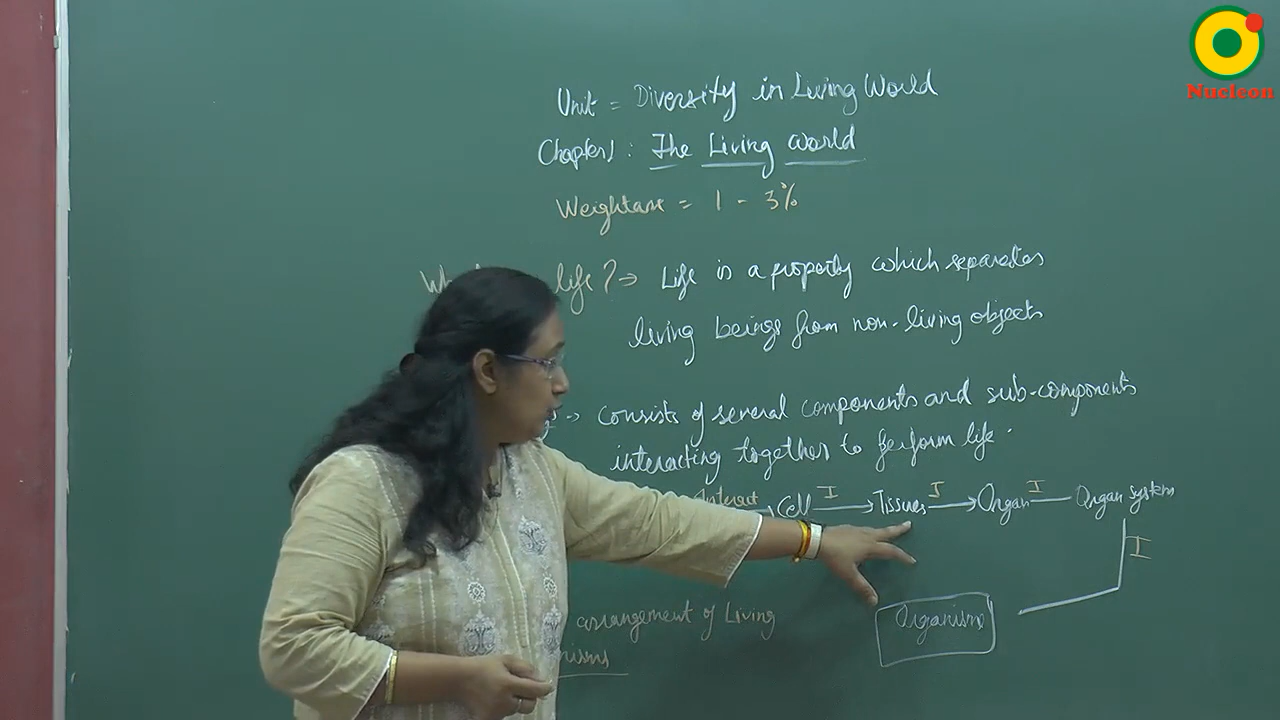 Nucleon
Unit = Diversity in Living World
Chapter 1 : The Living World
Weightage = 1 - 3%
life ? → Life is a property which separates
living beings from non-living objects
→ consists of several components and sub-components
interacting together to perform life.
Interact Cell I Tissues I Organ I Organ system
I
arrangement of Living
Organism